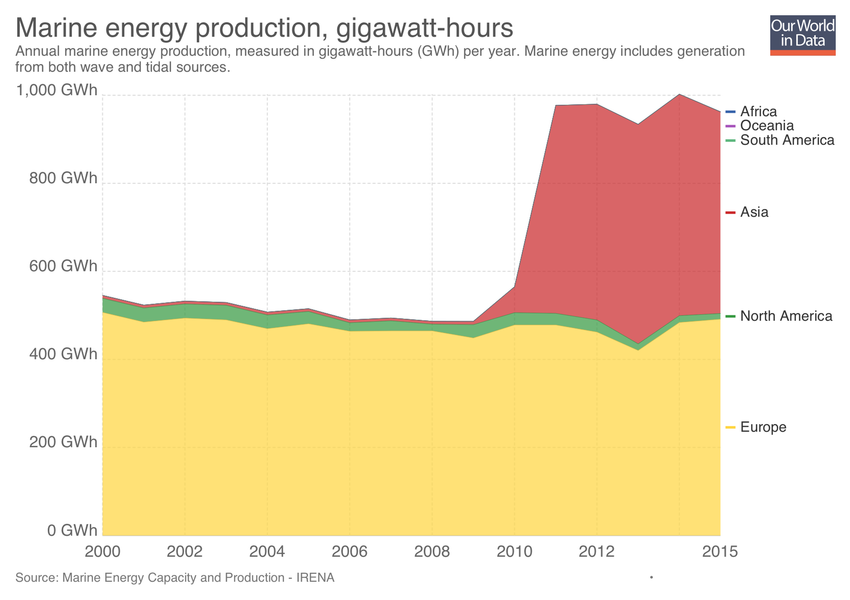 Marine energy production, gigawatt-hours
Our World
in Data
Annual marine energy production, measured in gigawatt-hours (GWh) per year. Marine energy includes generation
from both wave and tidal sources.
1,000 GWh
800 GWh
600 GWh
400 GWh
200 GWh
0 GWh
Africa
Oceania
South America
Asia
North America
Europe
2000
2002
2004
2006
2008
2010
2012
2015
Source: Marine Energy Capacity and Production - IRENA